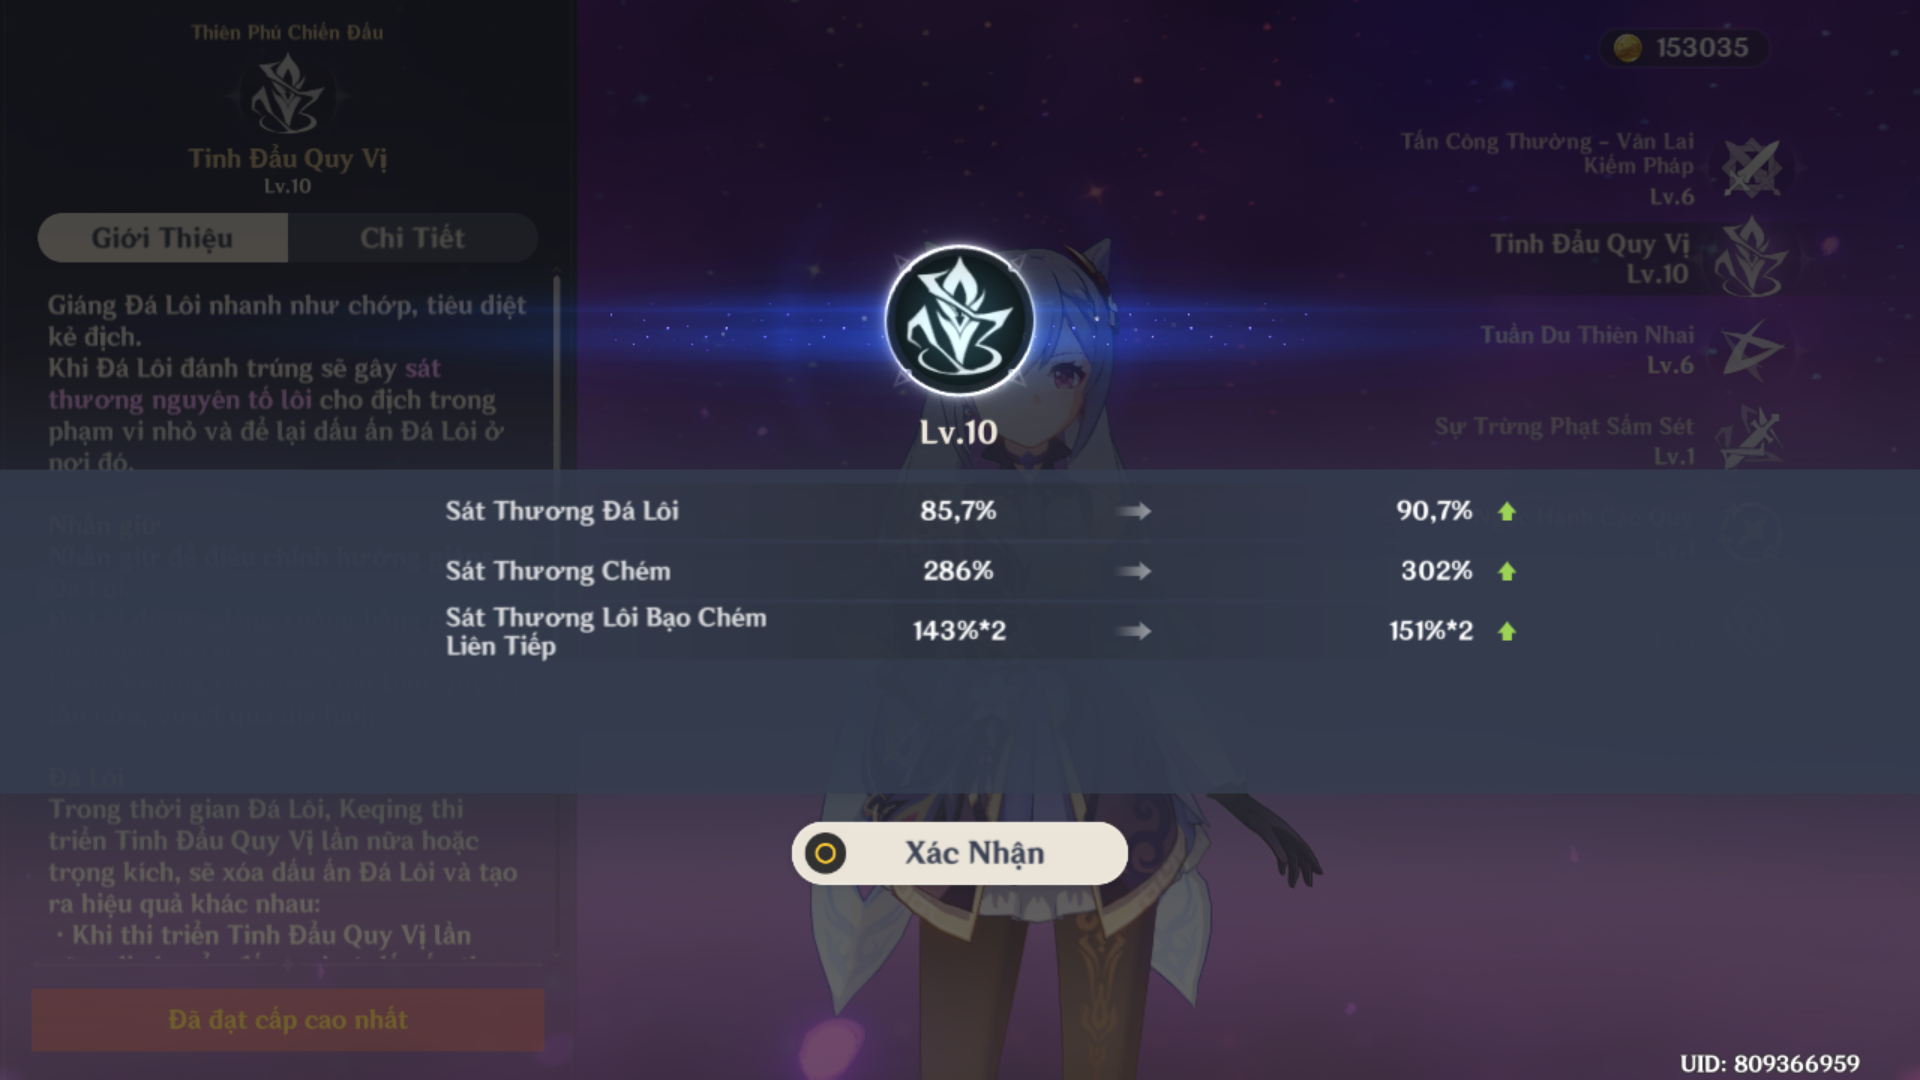 Thiên Phú Chiến Đấu
Tinh Đẩu Quy Vị
Lv.10
Giới Thiệu
Chi Tiết
Giáng Đá Lôi nhanh như chớp, tiêu diệt
kẻ địch.
Khi Đá Lôi đánh trúng sẽ gây sát
thương nguyên tố lôi cho địch trong
phạm vi nhỏ và để lại dấu ấn Đá Lôi ở
nơi đó.
Nhấn giữ
Nhấn giữ để điều chỉnh hướng
Đá Lôi
Trong thời gian Đá Lôi, Keqing thi
triển Tinh Đẩu Quy Vị lần nữa hoặc
trọng kích, sẽ xóa dấu ấn Đá Lôi và tạo
ra hiệu quả khác nhau:
· Khi thi triển Tinh Đẩu Quy Vị lần
Đã đạt cấp cao nhất
153035
Tấn Công Thường - Vân Lai
Kiếm Pháp
Lv.6
Tinh Đẩu Quy Vị
Lv.10
Tuần Du Thiên Nhai
Lv.6
Sự Trừng Phạt Sấm Sét
Lv.1
Lv.10
Sát Thương Đá Lôi 85,7% 90,7%
Sát Thương Chém 286% 302%
Sát Thương Lôi Bạo Chém
Liên Tiếp 143%*2 151%*2
Xác Nhận
UID: 809366959